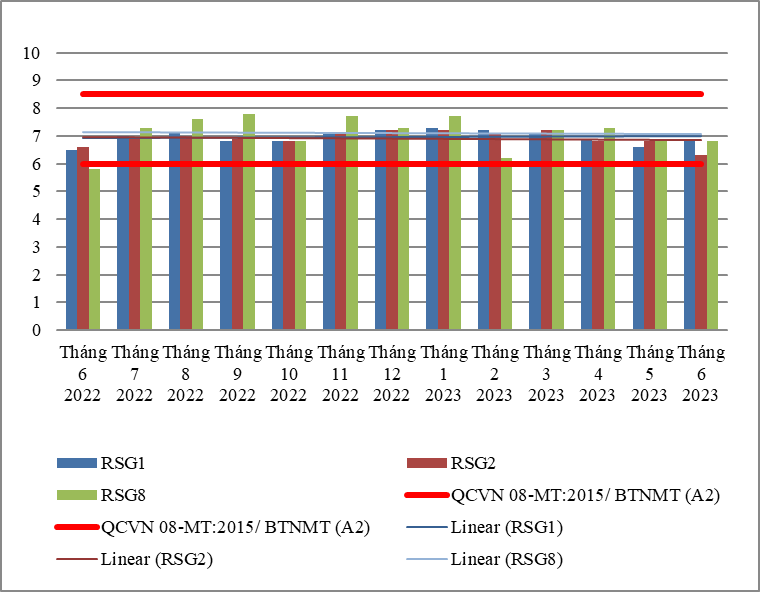 10
9
8
7
6
5
4
3
2
1
0
Tháng 6 2022
Tháng 7 2022
Tháng 8 2022
Tháng 9 2022
Tháng 10 2022
Tháng 11 2022
Tháng 12 2022
Tháng 1 2023
Tháng 2 2023
Tháng 3 2023
Tháng 4 2023
Tháng 5 2023
Tháng 6 2023
RSG1
RSG2
RSG8
QCVN 08-MT:2015/ BTNMT (A2)
QCVN 08-MT:2015/ BTNMT (A2)
Linear (RSG1)
Linear (RSG2)
Linear (RSG8)